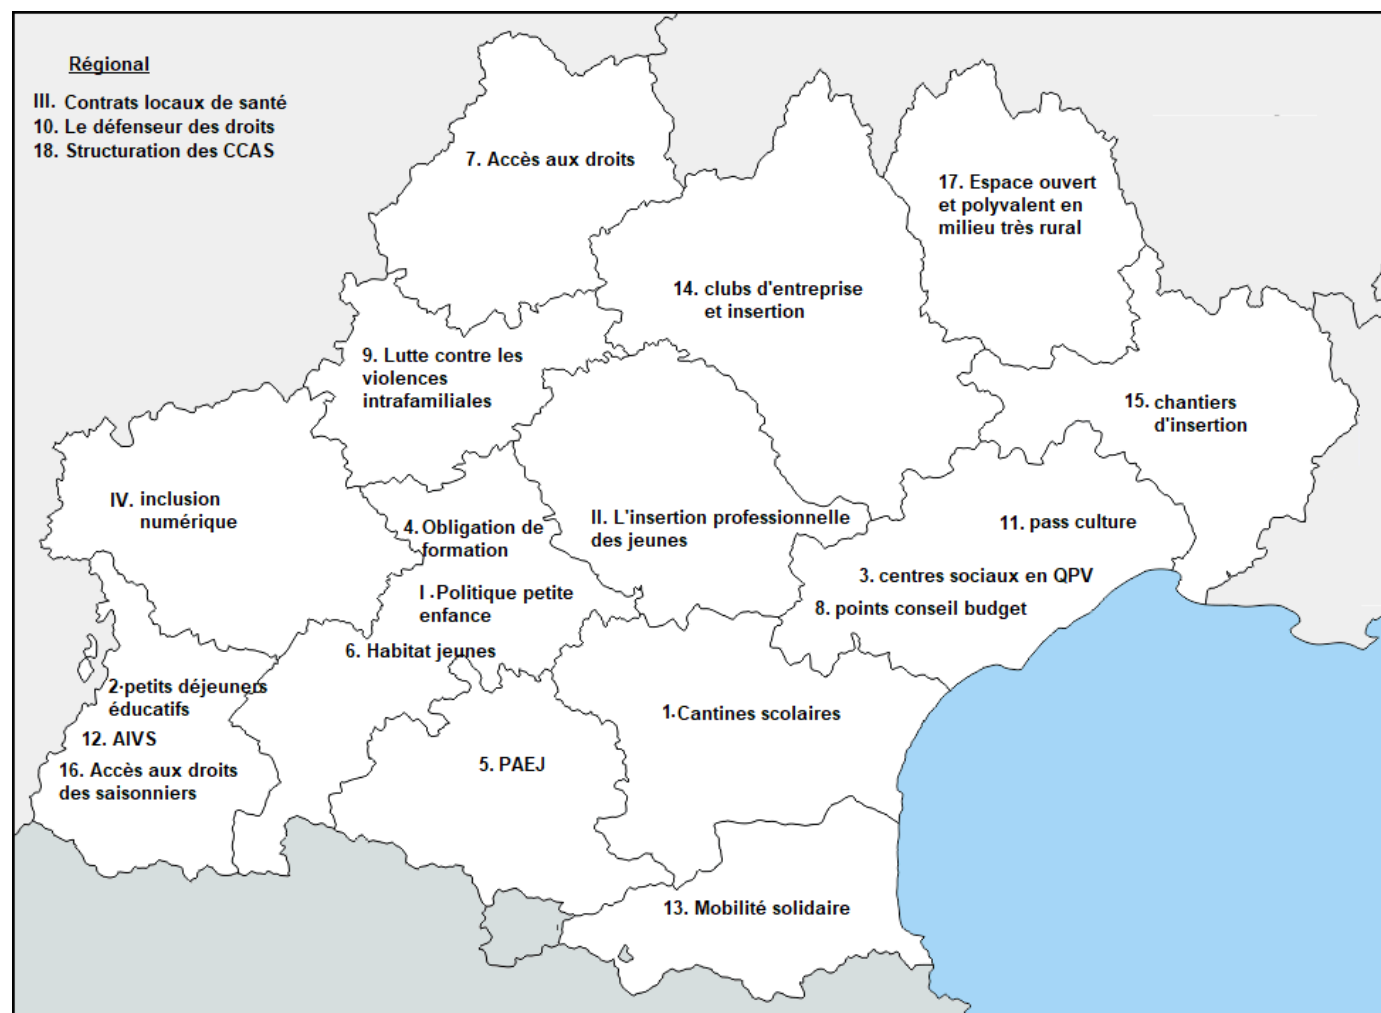 Régional
III. Contrats locaux de santé
10. Le défenseur des droits
18. Structuration des CCAS
7. Accès aux droits
17. Espace ouvert
et polyvalent en
milieu très rural
14. clubs d'entreprise
et insertion
9. Lutte contre les
violences
intrafamiliales
15. chantiers
d'insertion
IV. inclusion
numérique
4. Obligation de
formation
II. L'insertion professionnelle
des jeunes
11. pass culture
3. centres sociaux en QPV
8. points conseil budget
I .Politique petite
enfance
6. Habitat jeunes
2·petits déjeuners
éducatifs
12. AIVS
16. Accès aux droits
des saisonniers
1.Cantines scolaires
5. PAEJ
13. Mobilité solidaire